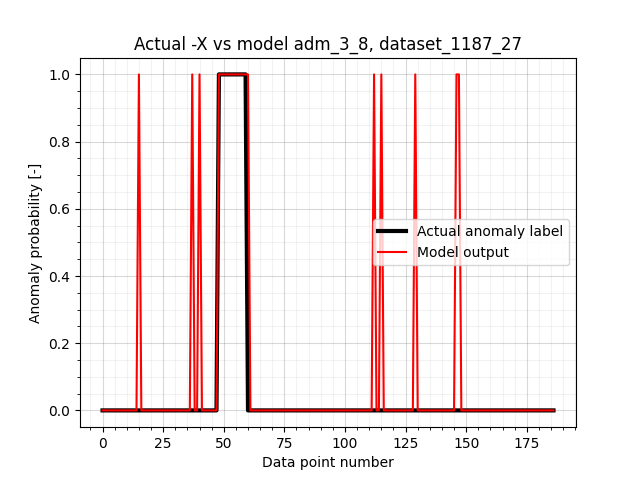 Actual -X vs model adm_3_8, dataset_1187_27
1.0
0.8
0.6
0.4
0.2
0.0
Anomaly probability [-]
Actual anomaly label
Model output
0 25 50 75 100 125 150 175
Data point number